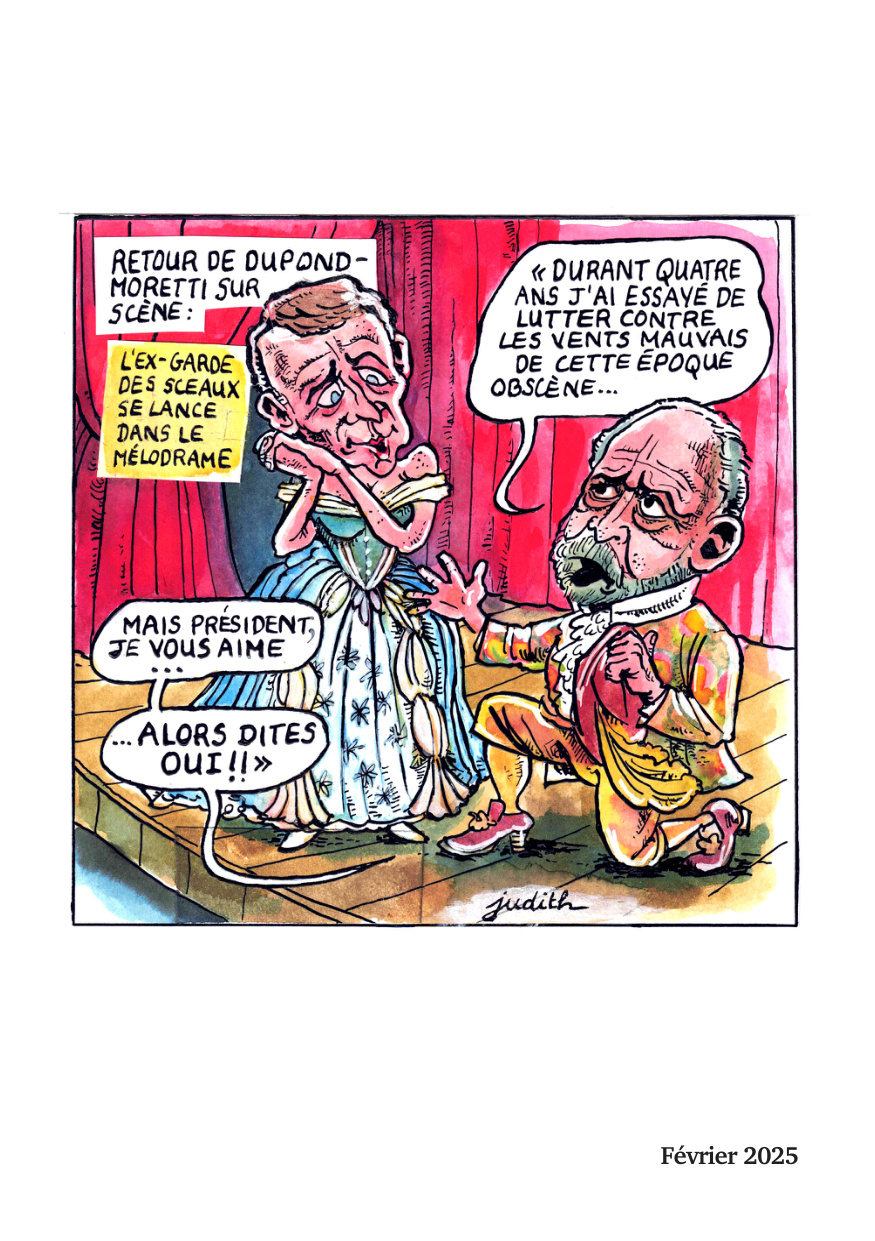 RETOUR DE DUPOND-
MORETTI SUR
SCÈNE :
L'EX-GARDE
DES SCEAUX
SE LANCE
DANS LE
MÉLODRAME
« DURANT QUATRE
ANS J'AI ESSAYÉ DE
LUTTER CONTRE
LES VENTS MAUVAIS
DE CETTE ÉPOQUE
OBSCÈNE...
MAIS PRÉSIDENT,
JE VOUS AIME
...
...ALORS DITES
OUI !! »
judith
Février 2025